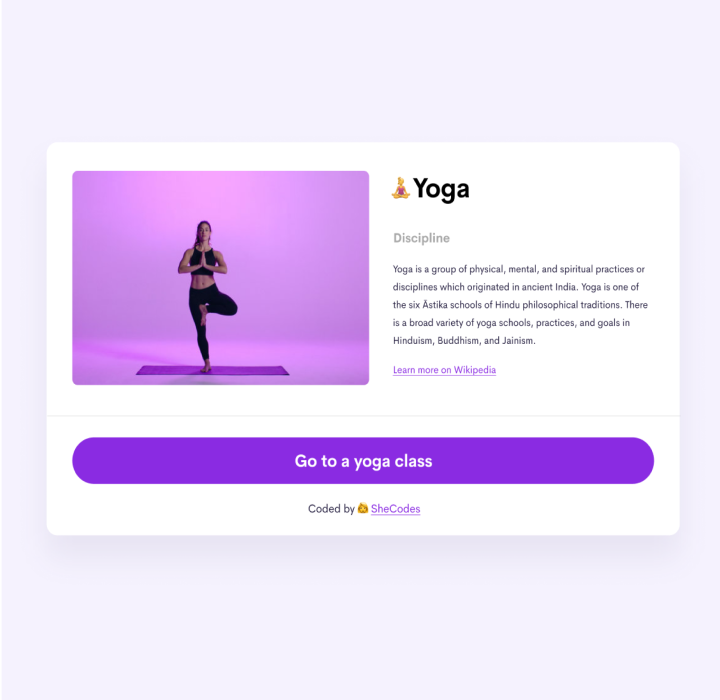 🧘‍♀️Yoga
Discipline
Yoga is a group of physical, mental, and spiritual practices or
disciplines which originated in ancient India. Yoga is one of
the six Āstika schools of Hindu philosophical traditions. There
is a broad variety of yoga schools, practices, and goals in
Hinduism, Buddhism, and Jainism.
Learn more on Wikipedia
Go to a yoga class
Coded by SheCodes